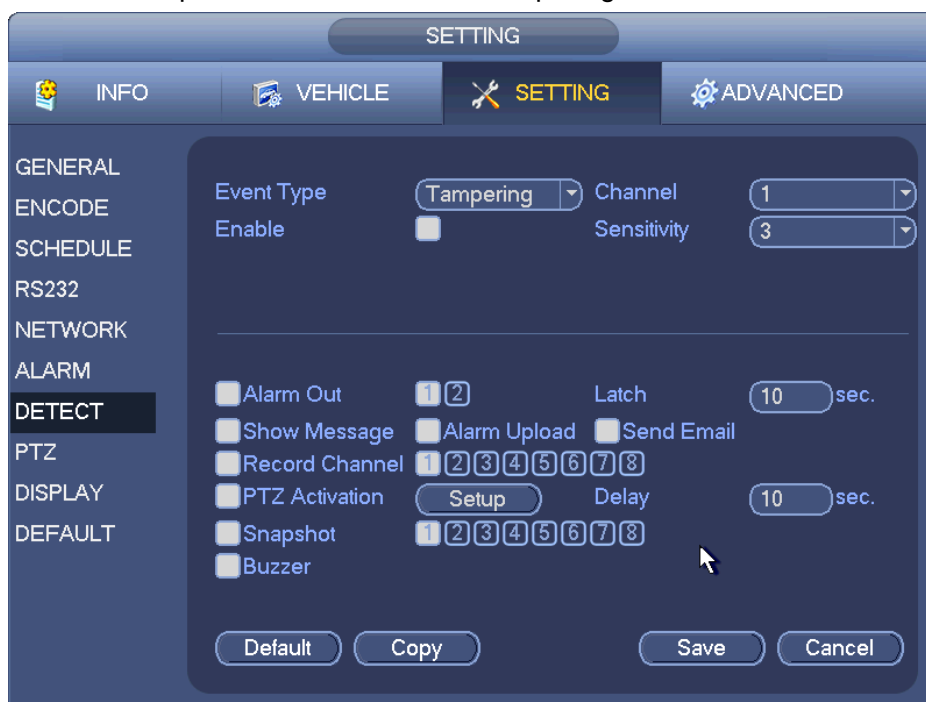 SETTING
INFO VEHICLE SETTING ADVANCED
GENERAL
ENCODE
SCHEDULE
RS232
NETWORK
ALARM
DETECT
PTZ
DISPLAY
DEFAULT
Event Type Tampering Channel 1
Enable Sensitivity 3
Alarm Out 1 2 Latch 10 sec.
Show Message Alarm Upload Send Email
Record Channel 1 2 3 4 5 6 7 8
PTZ Activation Setup Delay 10 sec.
Snapshot 1 2 3 4 5 6 7 8
Buzzer
Default Copy Save Cancel